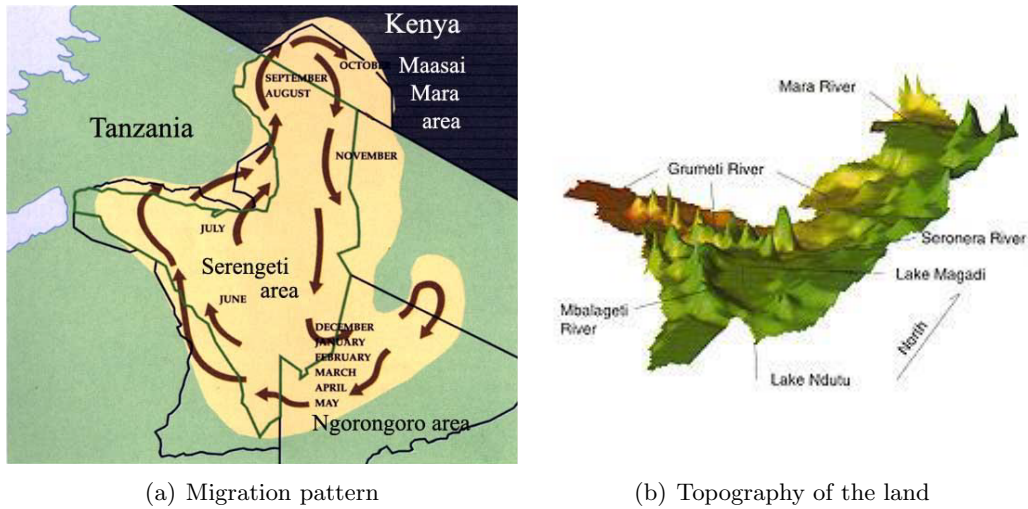 Kenya
Maasai
Mara
area
OCTOBER
SEPTEMBER
AUGUST
Tanzania
NOVEMBER
JULY
Serengeti
area
JUNE
DECEMBER
JANUARY
FEBRUARY
MARCH
APRIL
MAY
Ngorongoro area
(a) Migration pattern
Mara River
Grumeti River
Seronera River
Lake Magadi
Mbalageti
River
North
Lake Ndutu
(b) Topography of the land